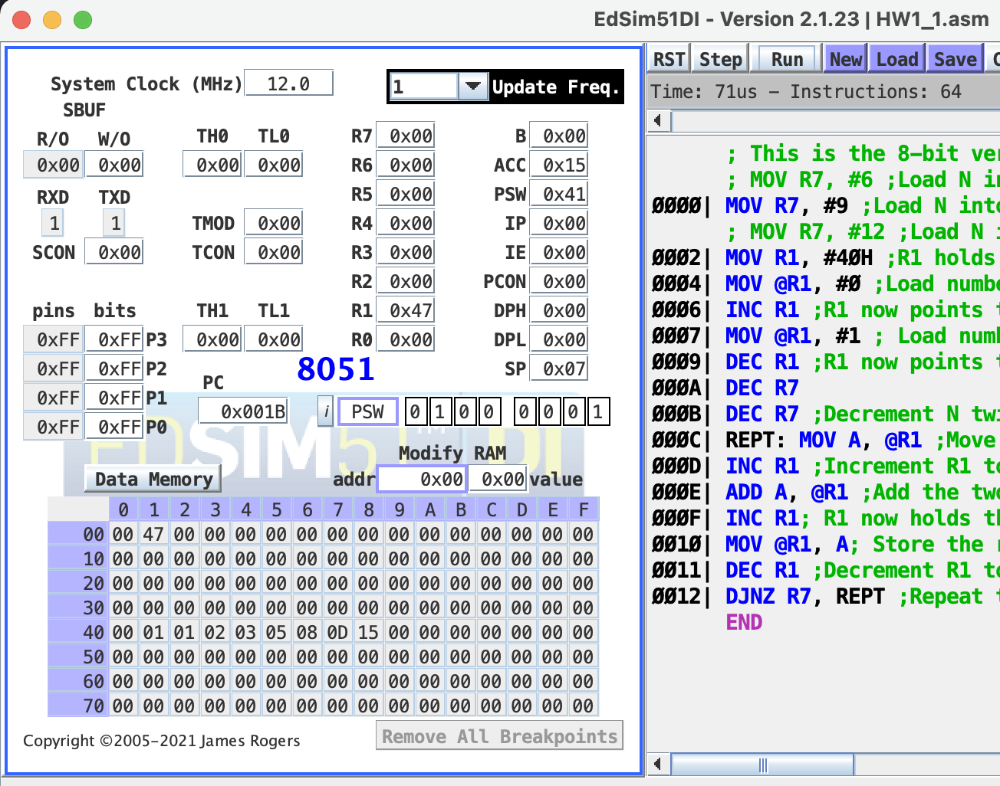 EdSim51DI - Version 2.1.23 | HW1_1.asm
System Clock (MHz) 12.0 1 Update Freq.
SBUF
R/O W/O TH0 TL0 R7 0x00 B 0x00
0x00 0x00 0x00 0x00 R6 0x00 ACC 0x15
RXD TXD R5 0x00 PSW 0x41
1 1 TMOD 0x00 R4 0x00 IP 0x00
SCON 0x00 TCON 0x00 R3 0x00 IE 0x00
R2 0x00 PCON 0x00
pins bits TH1 TL1 R1 0x47 DPH 0x00
0xFF 0xFF P3 0x00 0x00 R0 0x00 DPL 0x00
0xFF 0xFF P2 8051 SP 0x07
PC
0xFF 0xFF P1 0x001B i PSW 0 1 0 0 0 0 0 1
0xFF 0xFF P0
EDSIM51 DI
TM
Modify RAM
Data Memory addr 0x00 0x00 value
0 1 2 3 4 5 6 7 8 9 A B C D E F
00 00 47 00 00 00 00 00 00 00 00 00 00 00 00 00 00
10 00 00 00 00 00 00 00 00 00 00 00 00 00 00 00 00
20 00 00 00 00 00 00 00 00 00 00 00 00 00 00 00 00
30 00 00 00 00 00 00 00 00 00 00 00 00 00 00 00 00
40 00 01 01 02 03 05 08 0D 15 00 00 00 00 00 00 00
50 00 00 00 00 00 00 00 00 00 00 00 00 00 00 00 00
60 00 00 00 00 00 00 00 00 00 00 00 00 00 00 00 00
70 00 00 00 00 00 00 00 00 00 00 00 00 00 00 00 00
Copyright ©2005-2021 James Rogers Remove All Breakpoints
RST Step Run New Load Save
Time: 71us - Instructions: 64
; This is the 8-bit
; MOV R7, #6 ;Load N
0000| MOV R7, #9 ;Load N
; MOV R7, #12 ;Load N
0002| MOV R1, #40H ;R1 holds
0004| MOV @R1, #0 ;Load
0006| INC R1 ;R1 now points
0007| MOV @R1, #1 ; Load
0009| DEC R1 ;R1 now points
000A| DEC R7
000B| DEC R7 ;Decrement N
000C| REPT: MOV A, @R1 ;Move
000D| INC R1 ;Increment R1
000E| ADD A, @R1 ;Add the
000F| INC R1; R1 now holds
0010| MOV @R1, A; Store the
0011| DEC R1 ;Decrement R1
0012| DJNZ R7, REPT ;Repeat
END